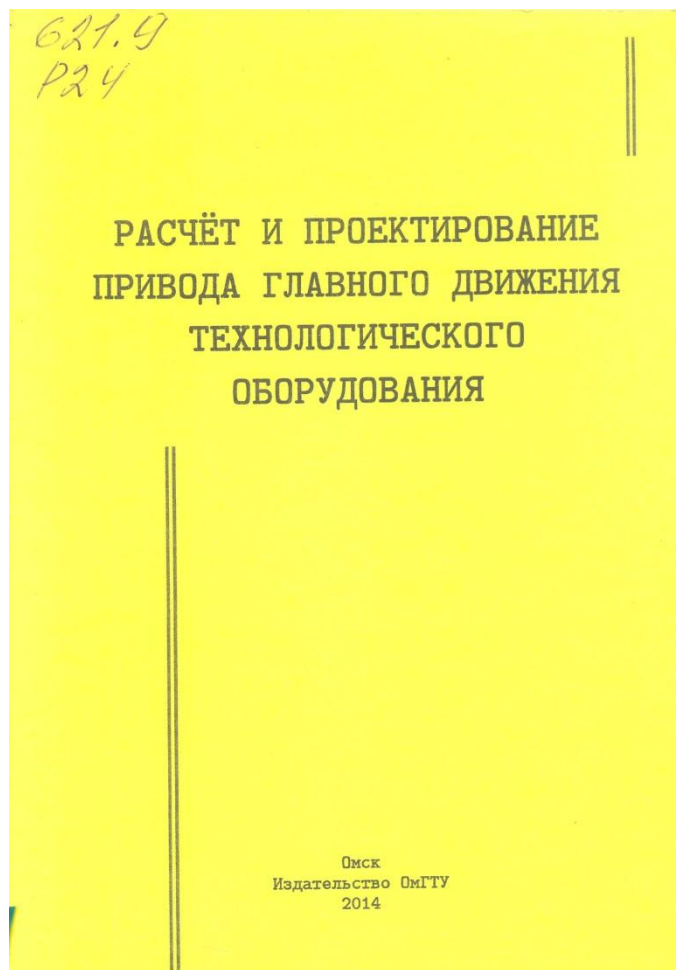 621.9
Р24
РАСЧЁТ И ПРОЕКТИРОВАНИЕ
ПРИВОДА ГЛАВНОГО ДВИЖЕНИЯ
ТЕХНОЛОГИЧЕСКОГО
ОБОРУДОВАНИЯ
Омск
Издательство ОмГТУ
2014